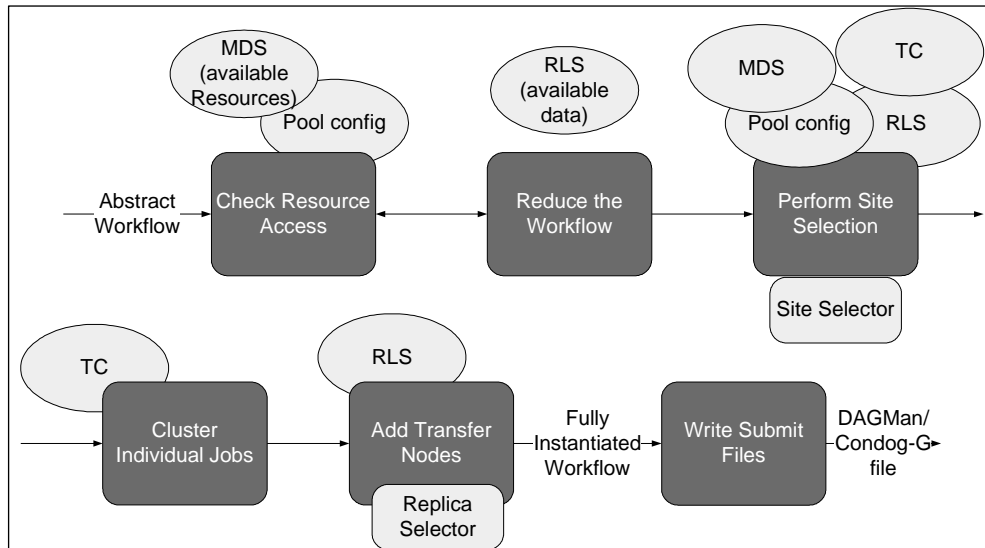 MDS
(available
Resources)
Pool config
RLS
(available
data)
MDS
TC
Pool config
RLS
Abstract
Workflow
Check Resource
Access
Reduce the
Workflow
Perform Site
Selection
Site Selector
TC
RLS
Cluster
Individual Jobs
Add Transfer
Nodes
Replica
Selector
Fully
Instantiated
Workflow
Write Submit
Files
DAGMan/
Condog-G
file